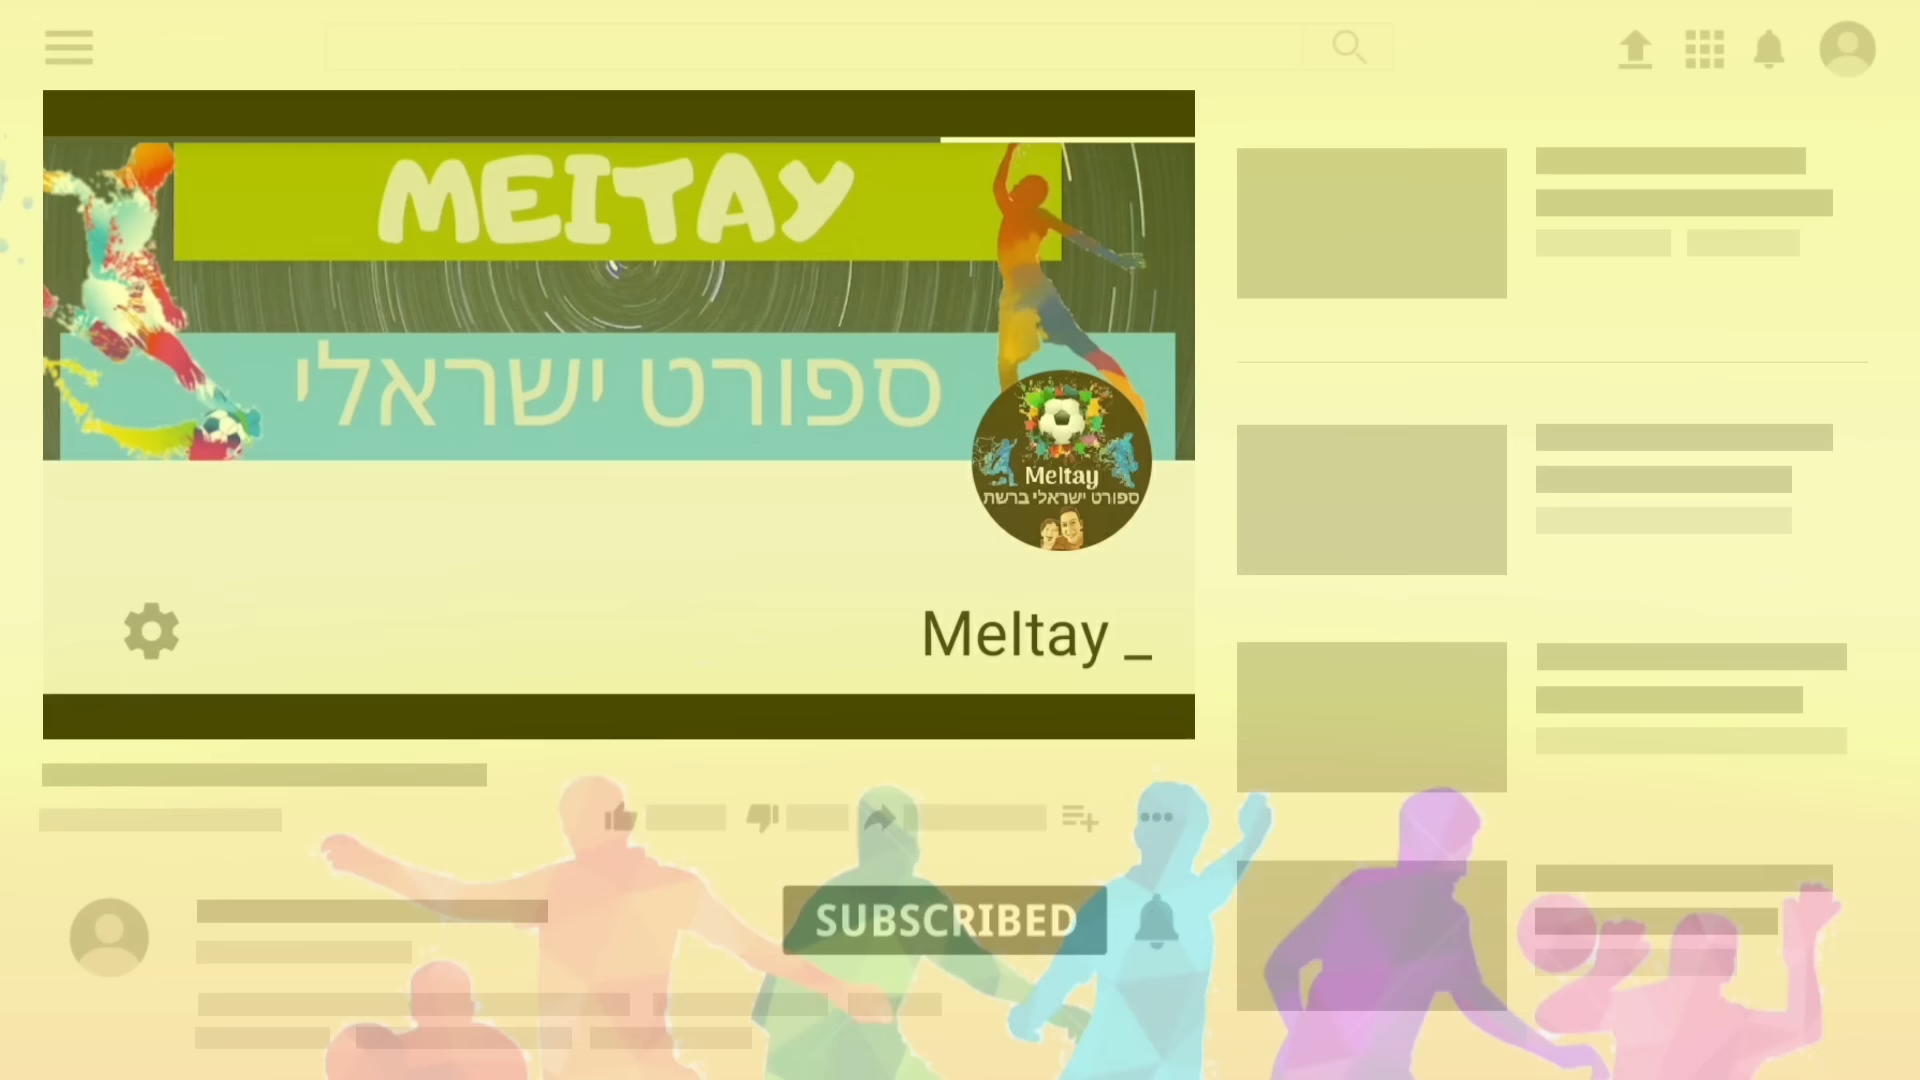 MEITAY
ספורט ישראלי
Meltay
ספורט ישראלי ברשת
Meltay _
SUBSCRIBED